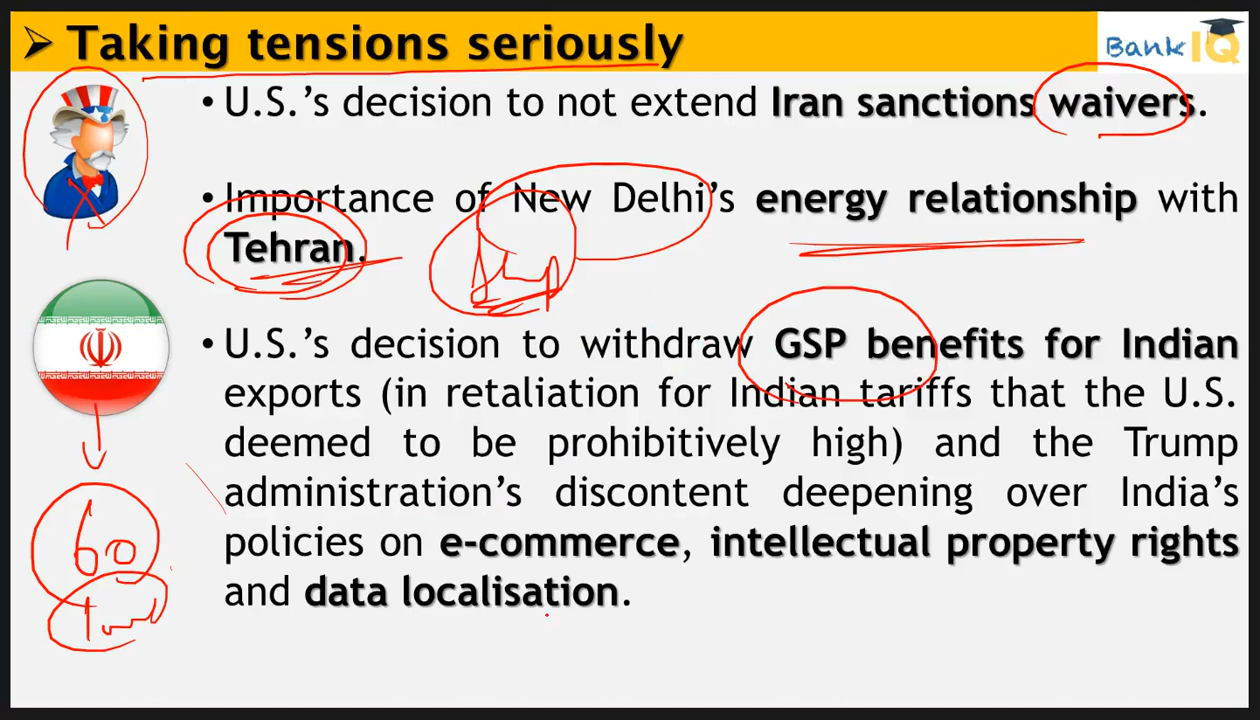 ➤ Taking tensions seriously
Bank IQ
• U.S.’s decision to not extend Iran sanctions waivers.
• Importance of New Delhi’s energy relationship with
Tehran.
• U.S.’s decision to withdraw GSP benefits for Indian
exports (in retaliation for Indian tariffs that the U.S.
deemed to be prohibitively high) and the Trump
administration’s discontent deepening over India’s
policies on e-commerce, intellectual property rights
and data localisation.
60